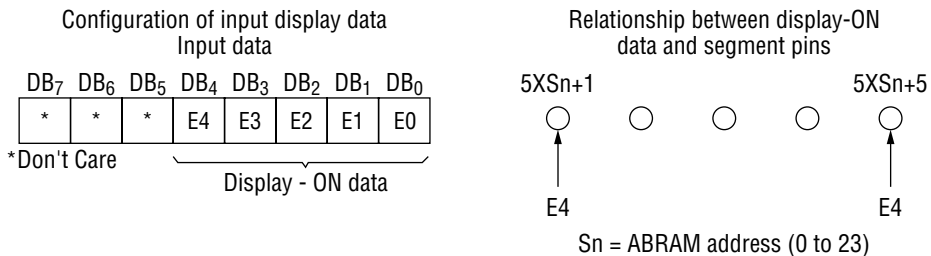 Configuration of input display data
Input data
DB7 DB6 DB5 DB4 DB3 DB2 DB1 DB0
* * * E4 E3 E2 E1 E0
*Don't Care
Display - ON data
Relationship between display-ON
data and segment pins
5XSn+1 5XSn+5
E4 E4
Sn = ABRAM address (0 to 23)